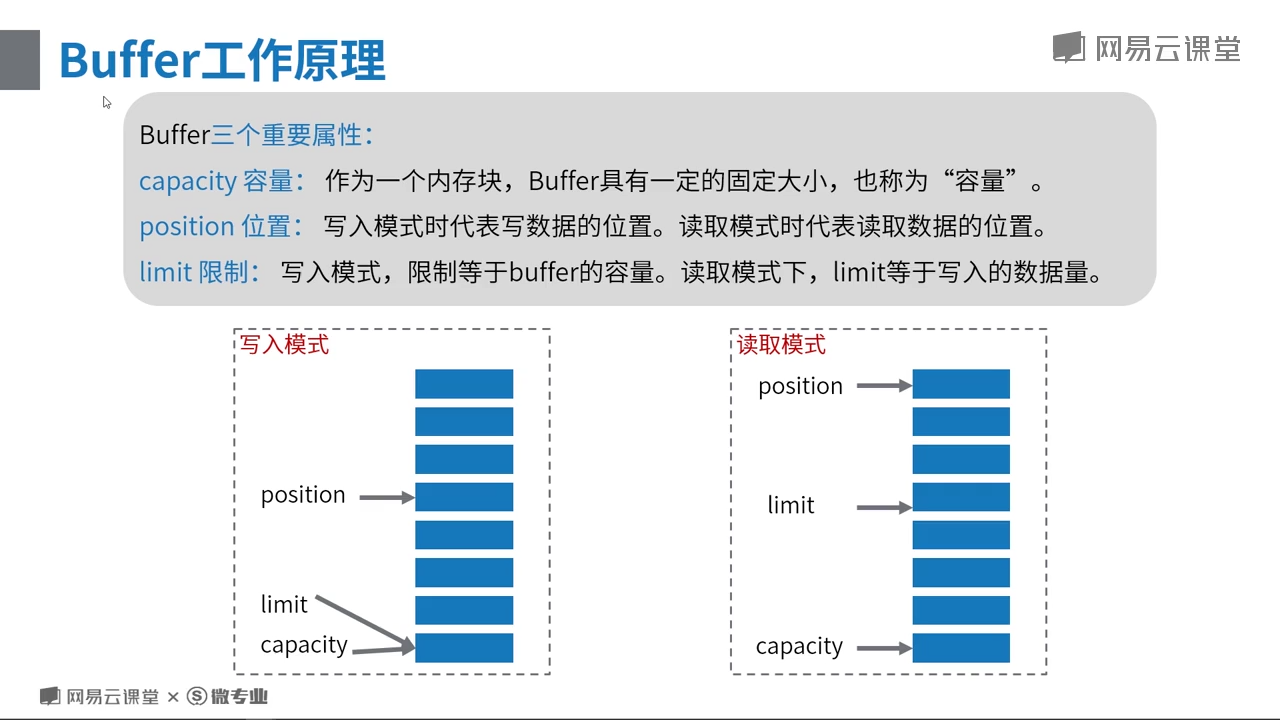 Buffer工作原理
网易云课堂
Buffer三个重要属性：
capacity 容量： 作为一个内存块，Buffer具有一定的固定大小，也称为“容量”。
position 位置： 写入模式时代表写数据的位置。读取模式时代表读取数据的位置。
limit 限制： 写入模式，限制等于buffer的容量。读取模式下，limit等于写入的数据量。
写入模式
position
limit
capacity
读取模式
position
limit
capacity
网易云课堂 × S 微专业